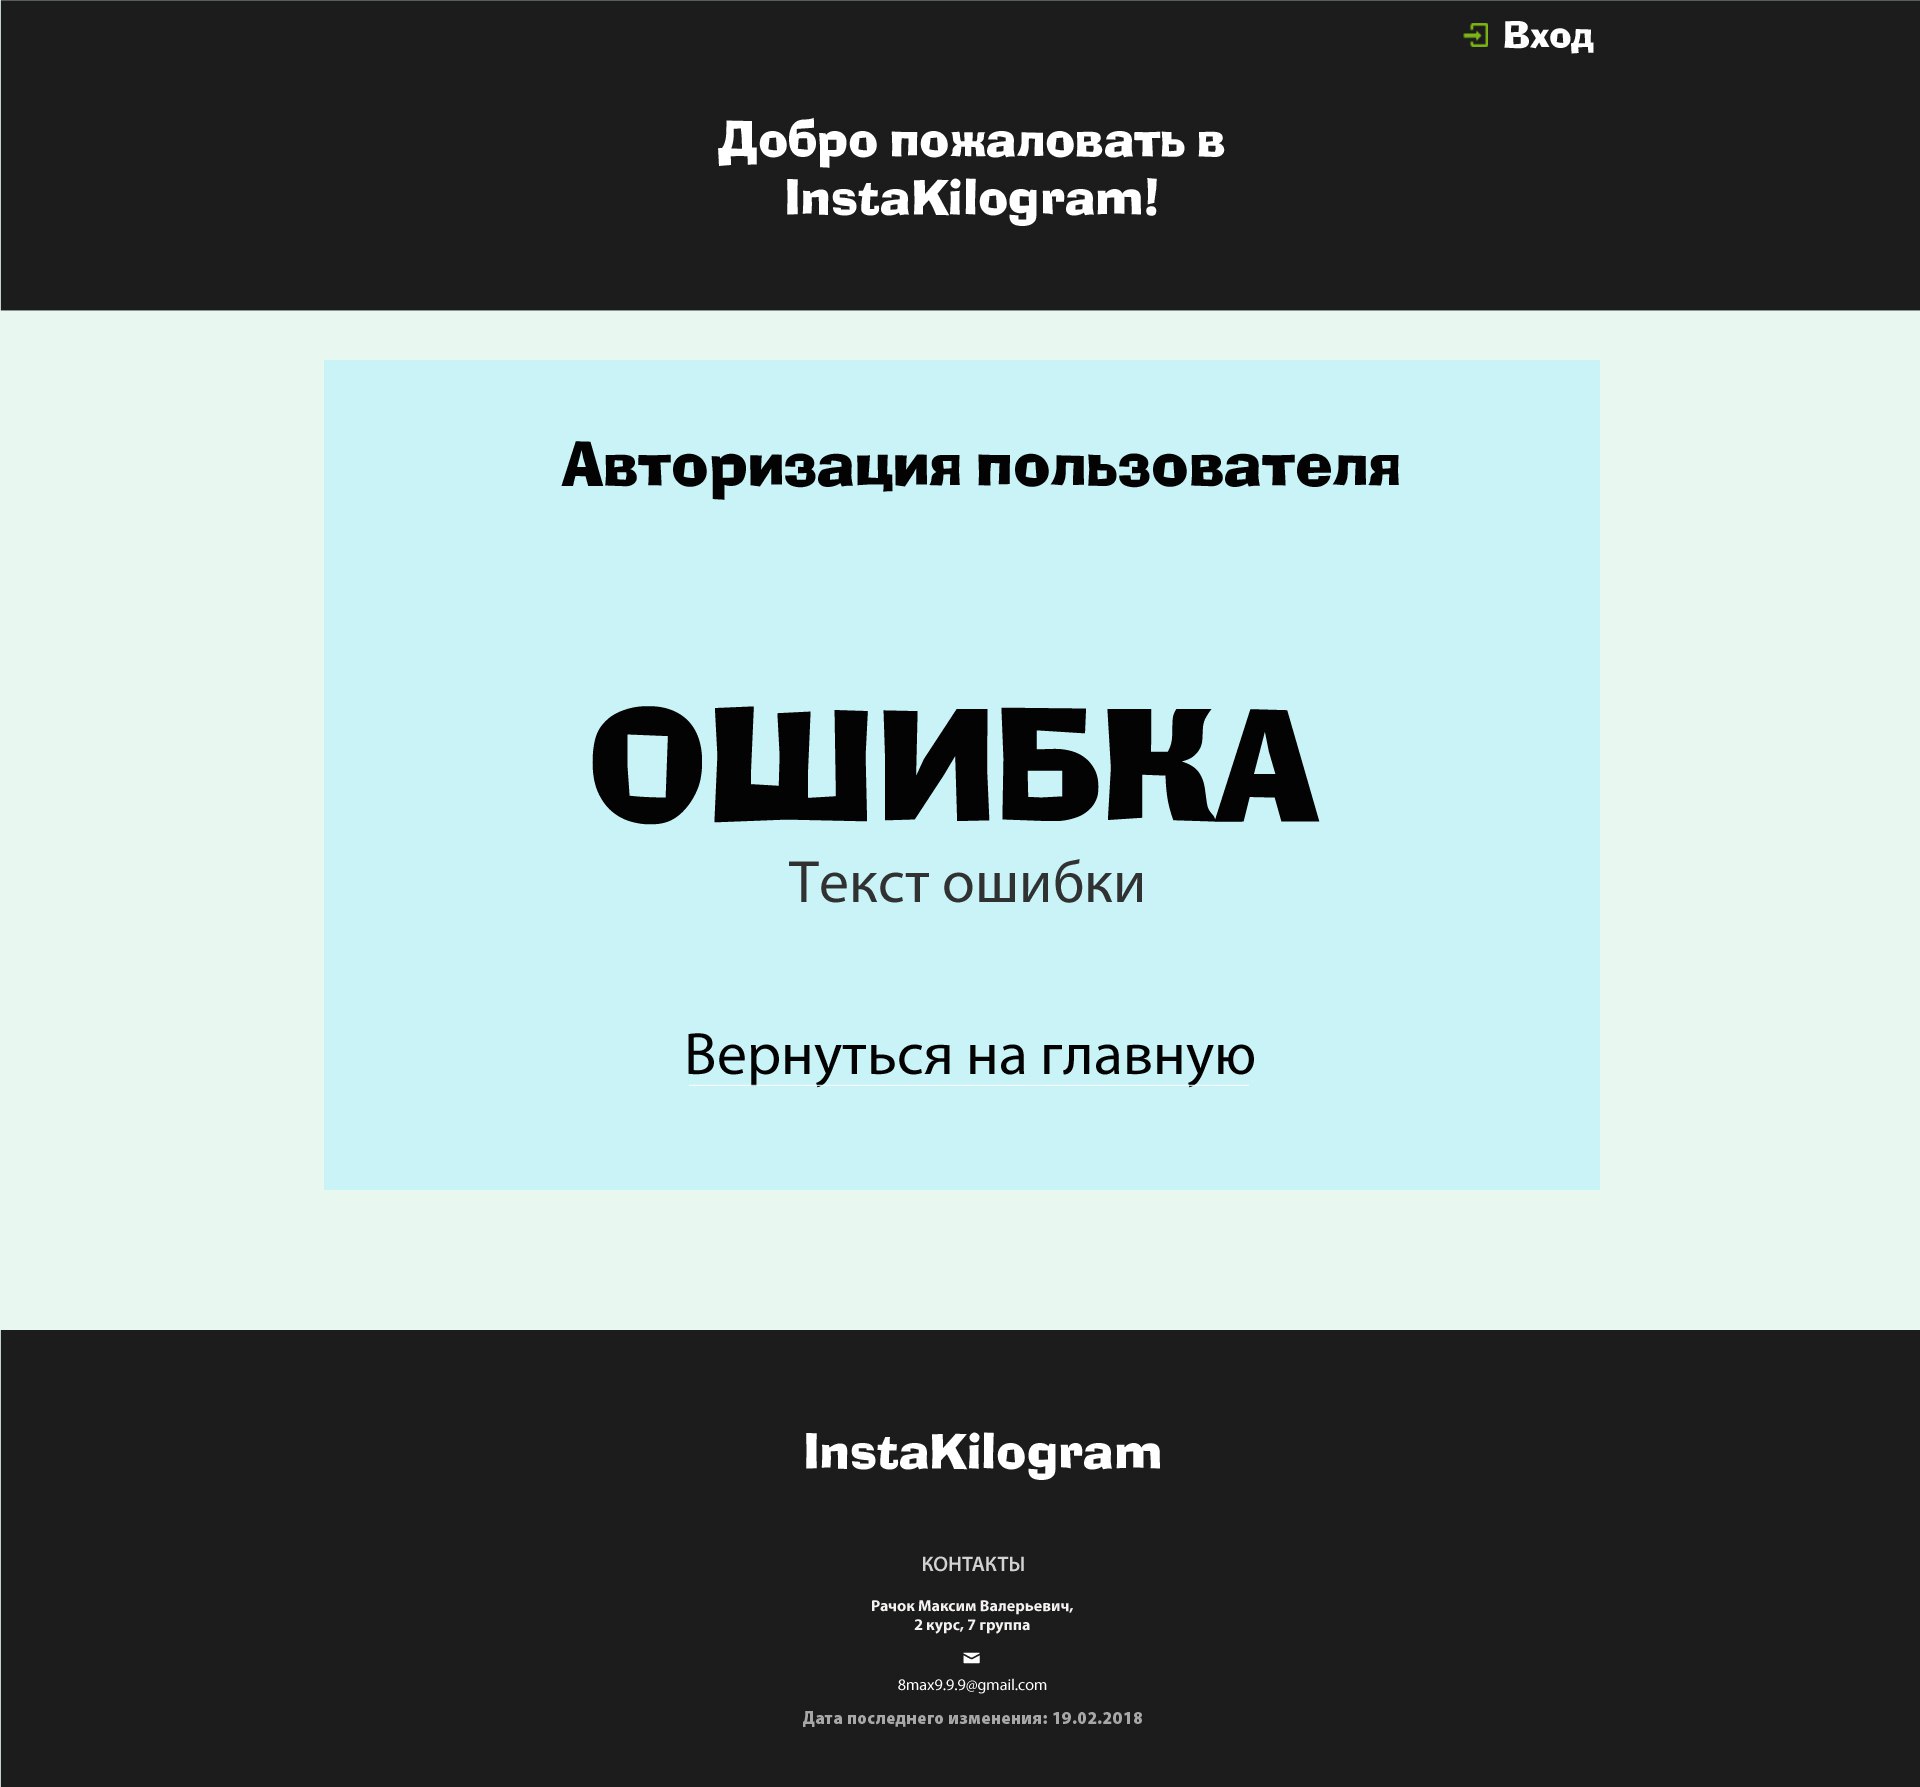 Вход
Добро пожаловать в
InstaKilogram!
Авторизация пользователя
ОШИБКА
Текст ошибки
Вернуться на главную
InstaKilogram
КОНТАКТЫ
Рачок Максим Валерьевич,
2 курс, 7 группа
8max9.9.9@gmail.com
Дата последнего изменения: 19.02.2018